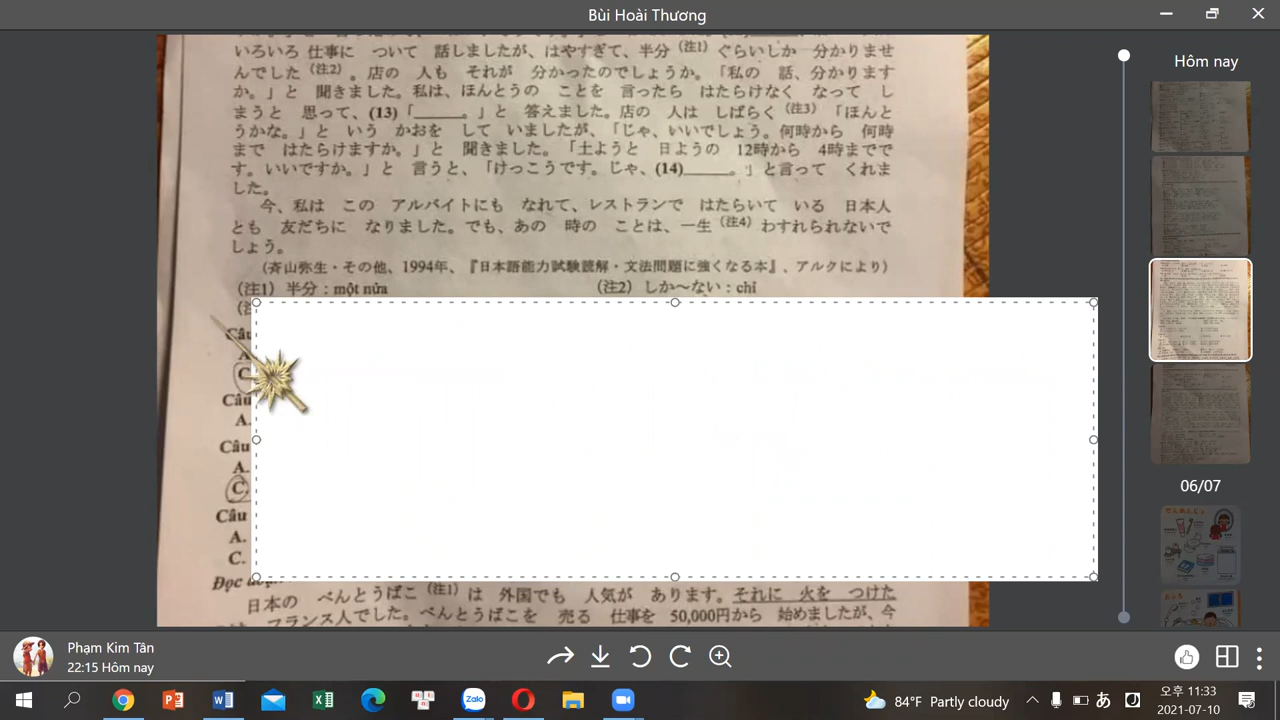 Bùi Hoài Thương
いろいろ 仕事に ついて 話しましたが、はやすぎて、半分 (注1) ぐらいしか 分かりませ
んでした (注2) 。店の 人も それが 分かったのでしょうか。「私の 話、分かります
か。」と 聞きました。私は、ほんとうの ことを 言ったら はたらけなく なって し
まうと 思って、(13)「______。」と 答えました。店の 人は しばらく (注3) 「ほんと
うかな。」と いう かおを して いましたが、「じゃ、いいでしょう。何時から 何時
まで はたらけますか。」と 聞きました。「土ようと 日ようの 12時から 4時までで
す。いいですか。」と 言うと、「けっこうです。じゃ、(14)______。」と言って くれま
した。
今、私は この アルバイトにも なれて、レストランで はたらいて いる 日本人
とも 友だちに なりました。でも、あの 時の ことは、一生 (注4) わすれられないで
しょう。
(斉山弥生・その他、1994年、『日本語能力試験読解・文法問題に強くなる本』、アルクにより)
(注1) 半分 : một nửa (注2) しか〜ない : chỉ
Câu
A.
C
Câu
A.
Câu
A.
C.
Câu
A.
C.
Đọc
日本の べんとうばこ (注1) は 外国でも 人気が あります。それに 火を つけた
フランス人でした。べんとうばこを 売る 仕事を 50,000円から 始めましたが、今
Hôm nay
06/07
Phạm Kim Tân
22:15 Hôm nay
84°F Partly cloudy
あ
오후 11:33
2021-07-10